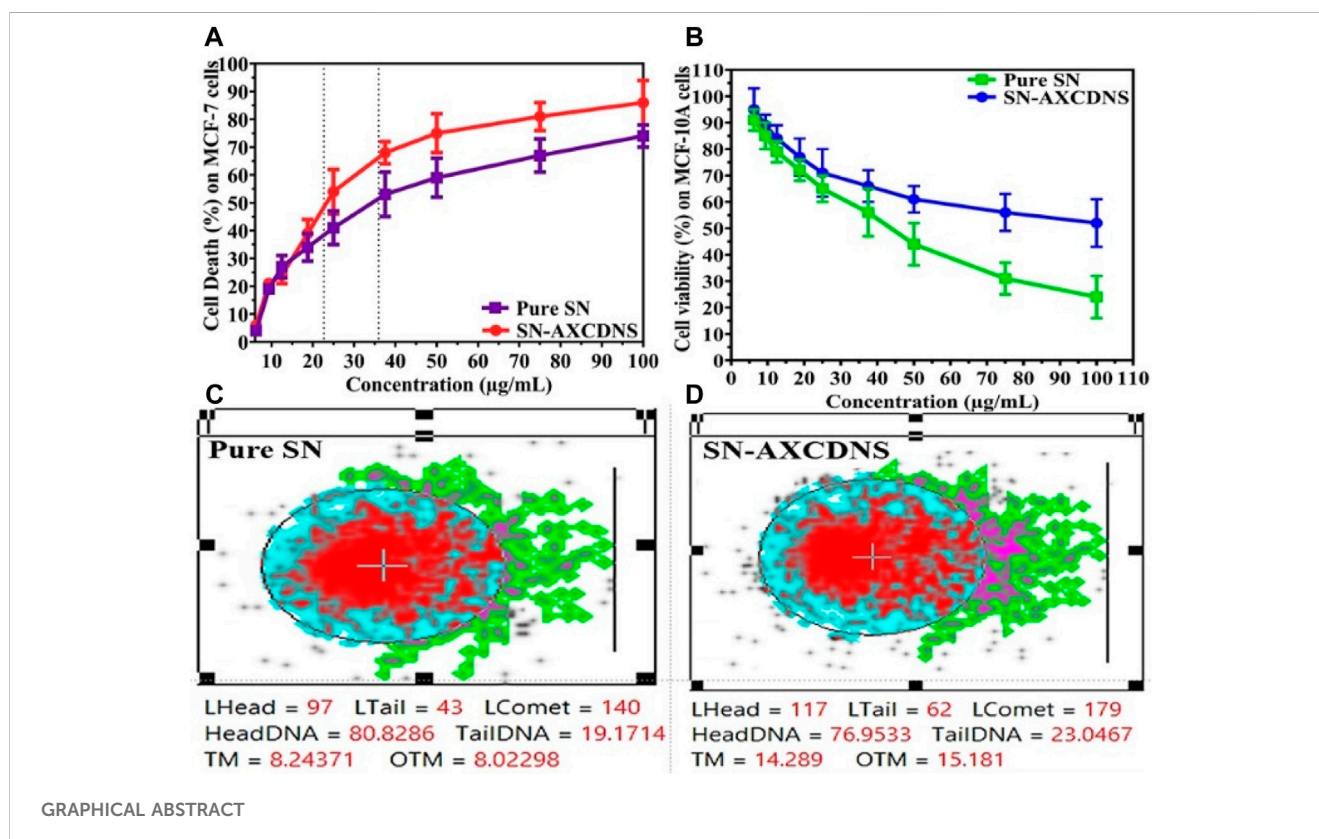 A
B
100
90
80
70
60
50
40
30
20
10
0
Cell Death (%) on MCF-7 cells
Pure SN
SN-AXCDNS
10 20 30 40 50 60 70 80 90 100
Concentration (µg/mL)
110
100
90
80
70
60
50
40
30
20
10
0
Cell viability (%) on MCF-10A cells
Pure SN
SN-AXCDNS
0 10 20 30 40 50 60 70 80 90 100 110
Concentration (µg/mL)
C
Pure SN
LHead = 97 LTail = 43 LComet = 140
HeadDNA = 80.8286 TailDNA = 19.1714
TM = 8.24371 OTM = 8.02298
D
SN-AXCDNS
LHead = 117 LTail = 62 LComet = 179
HeadDNA = 76.9533 TailDNA = 23.0467
TM = 14.289 OTM = 15.181
GRAPHICAL ABSTRACT